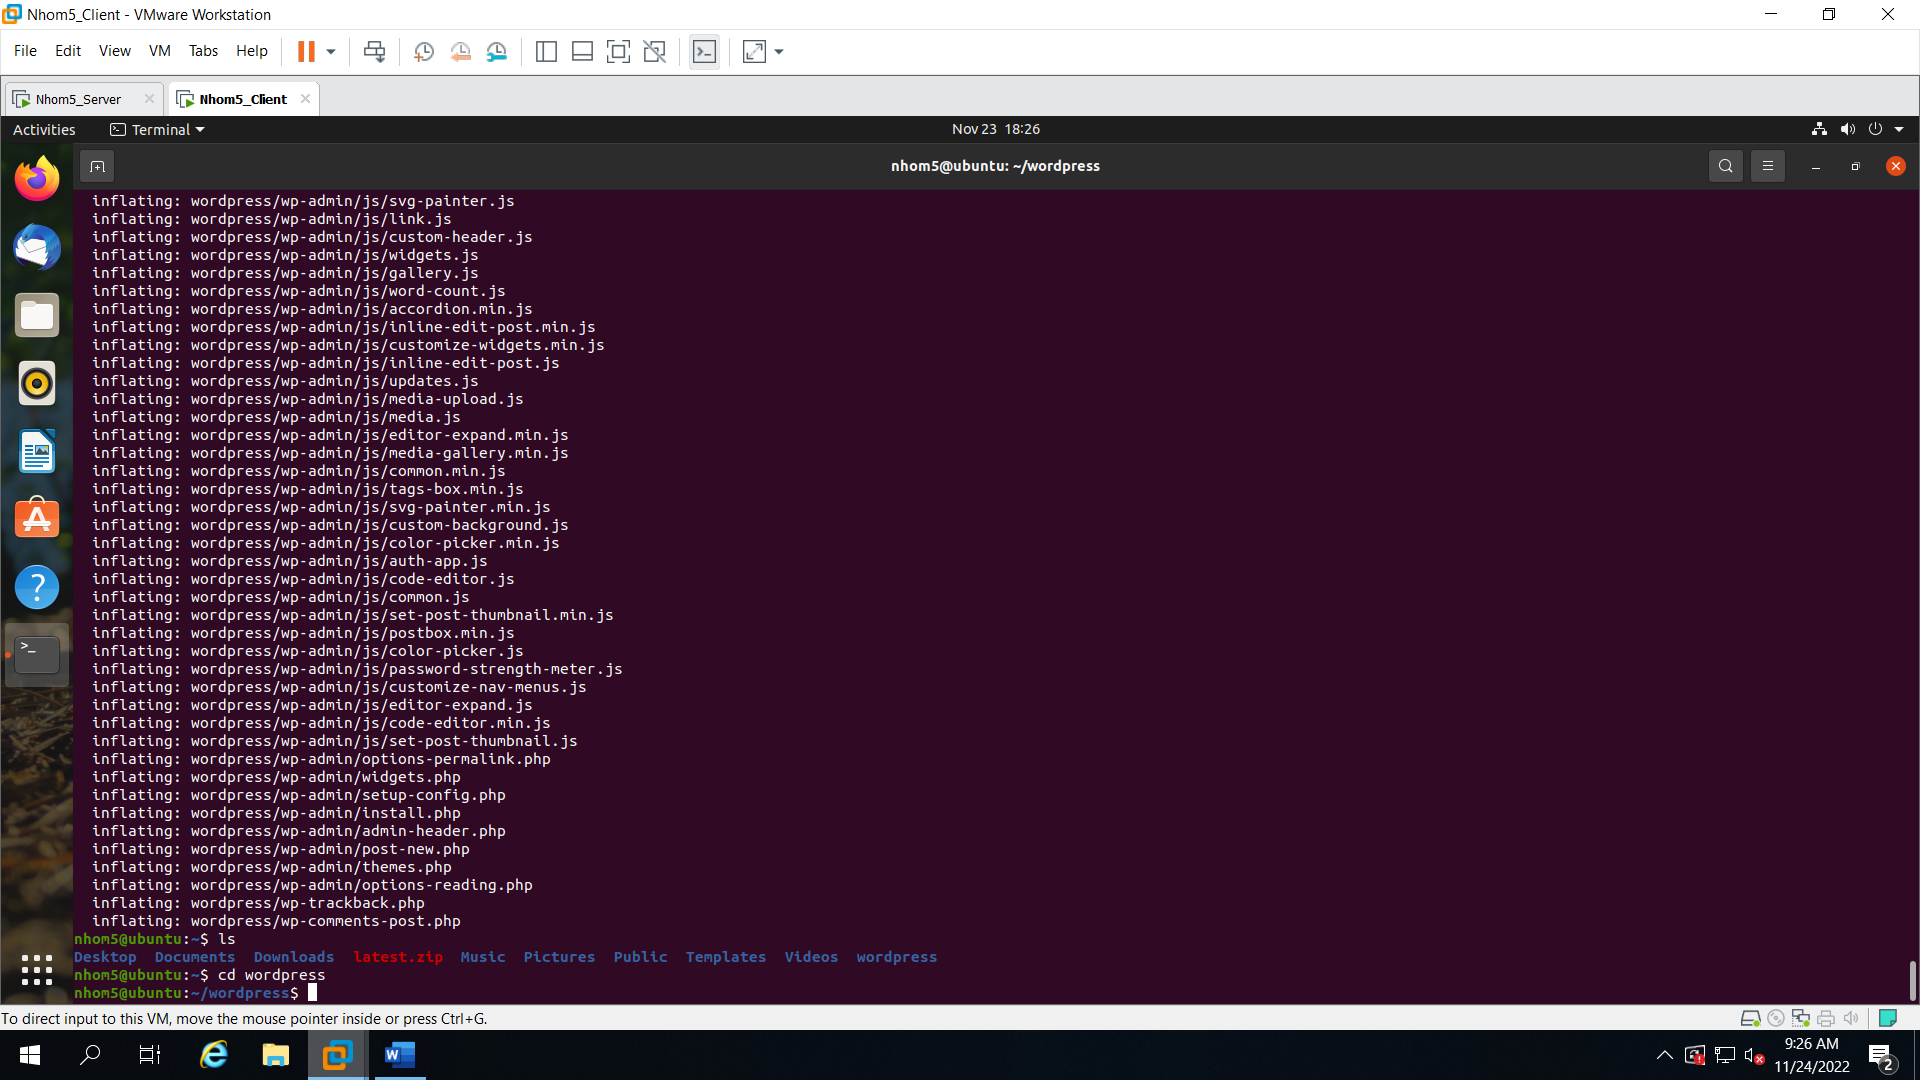 Nhom5_Client - VMware Workstation
File Edit View VM Tabs Help
Nhom5_Server Nhom5_Client
Activities Terminal Nov 23 18:26
nhom5@ubuntu: ~/wordpress
inflating: wordpress/wp-admin/js/svg-painter.js
inflating: wordpress/wp-admin/js/link.js
inflating: wordpress/wp-admin/js/custom-header.js
inflating: wordpress/wp-admin/js/widgets.js
inflating: wordpress/wp-admin/js/gallery.js
inflating: wordpress/wp-admin/js/word-count.js
inflating: wordpress/wp-admin/js/accordion.min.js
inflating: wordpress/wp-admin/js/inline-edit-post.min.js
inflating: wordpress/wp-admin/js/customize-widgets.min.js
inflating: wordpress/wp-admin/js/inline-edit-post.js
inflating: wordpress/wp-admin/js/updates.js
inflating: wordpress/wp-admin/js/media-upload.js
inflating: wordpress/wp-admin/js/media.js
inflating: wordpress/wp-admin/js/editor-expand.min.js
inflating: wordpress/wp-admin/js/media-gallery.min.js
inflating: wordpress/wp-admin/js/common.min.js
inflating: wordpress/wp-admin/js/tags-box.min.js
inflating: wordpress/wp-admin/js/svg-painter.min.js
inflating: wordpress/wp-admin/js/custom-background.js
inflating: wordpress/wp-admin/js/color-picker.min.js
inflating: wordpress/wp-admin/js/auth-app.js
inflating: wordpress/wp-admin/js/code-editor.js
inflating: wordpress/wp-admin/js/common.js
inflating: wordpress/wp-admin/js/set-post-thumbnail.min.js
inflating: wordpress/wp-admin/js/postbox.min.js
inflating: wordpress/wp-admin/js/color-picker.js
inflating: wordpress/wp-admin/js/password-strength-meter.js
inflating: wordpress/wp-admin/js/customize-nav-menus.js
inflating: wordpress/wp-admin/js/editor-expand.js
inflating: wordpress/wp-admin/js/code-editor.min.js
inflating: wordpress/wp-admin/js/set-post-thumbnail.js
inflating: wordpress/wp-admin/options-permalink.php
inflating: wordpress/wp-admin/widgets.php
inflating: wordpress/wp-admin/setup-config.php
inflating: wordpress/wp-admin/install.php
inflating: wordpress/wp-admin/admin-header.php
inflating: wordpress/wp-admin/post-new.php
inflating: wordpress/wp-admin/themes.php
inflating: wordpress/wp-admin/options-reading.php
inflating: wordpress/wp-trackback.php
inflating: wordpress/wp-comments-post.php
nhom5@ubuntu:~$ ls
Desktop Documents Downloads latest.zip Music Pictures Public Templates Videos wordpress
nhom5@ubuntu:~$ cd wordpress
nhom5@ubuntu:~/wordpress$
To direct input to this VM, move the mouse pointer inside or press Ctrl+G.
9:26 AM
11/24/2022
2